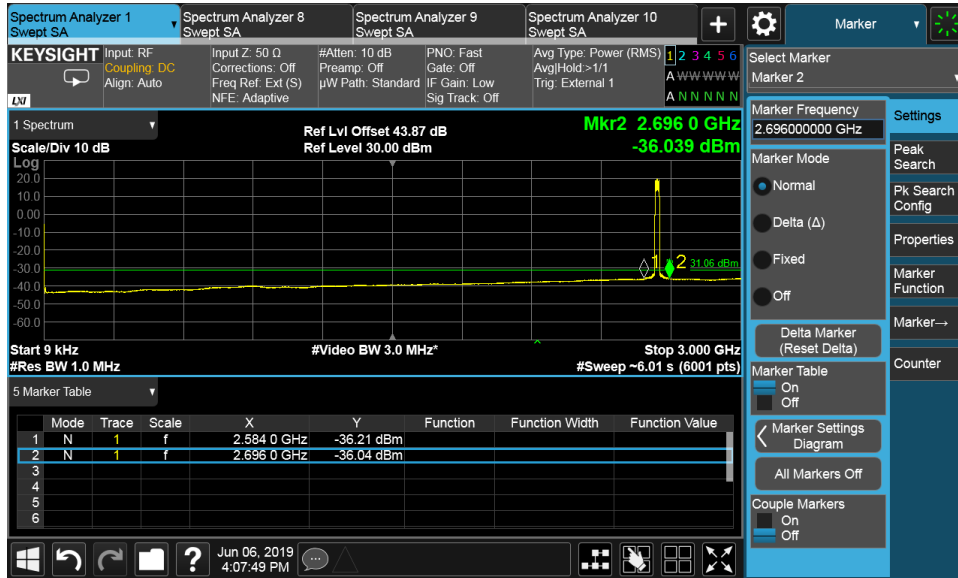 Spectrum Analyzer 1
Swept SA
Spectrum Analyzer 8
Swept SA
Spectrum Analyzer 9
Swept SA
Spectrum Analyzer 10
Swept SA
+
Marker
KEYSIGHT
LXI
Input: RF
Coupling: DC
Align: Auto
Input Z: 50 Ω
Corrections: Off
Freq Ref: Ext (S)
NFE: Adaptive
#Atten: 10 dB
Preamp: Off
µW Path: Standard
PNO: Fast
Gate: Off
IF Gain: Low
Sig Track: Off
Avg Type: Power (RMS)
Avg|Hold:>1/1
Trig: External 1
1 2 3 4 5 6
A W W W W W
A N N N N N
Select Marker
Marker 2
1 Spectrum
Scale/Div 10 dB
Ref Lvl Offset 43.87 dB
Ref Level 30.00 dBm
Mkr2 2.696 0 GHz
-36.039 dBm
Log
20.0
10.0
0.00
-10.0
-20.0
-30.0
-40.0
-50.0
-60.0
1
2
31.06 dBm
Start 9 kHz
#Res BW 1.0 MHz
#Video BW 3.0 MHz*
Stop 3.000 GHz
#Sweep ~6.01 s (6001 pts)
5 Marker Table
Mode Trace Scale X Y Function Function Width Function Value
1 N 1 f 2.584 0 GHz -36.21 dBm
2 N 1 f 2.696 0 GHz -36.04 dBm
3
4
5
6
Marker Frequency
2.696000000 GHz
Marker Mode
Normal
Delta (Δ)
Fixed
Off
Delta Marker
(Reset Delta)
Marker Table
On
Off
Marker Settings
Diagram
All Markers Off
Couple Markers
On
Off
Settings
Peak
Search
Pk Search
Config
Properties
Marker
Function
Marker→
Counter
?
Jun 06, 2019
4:07:49 PM